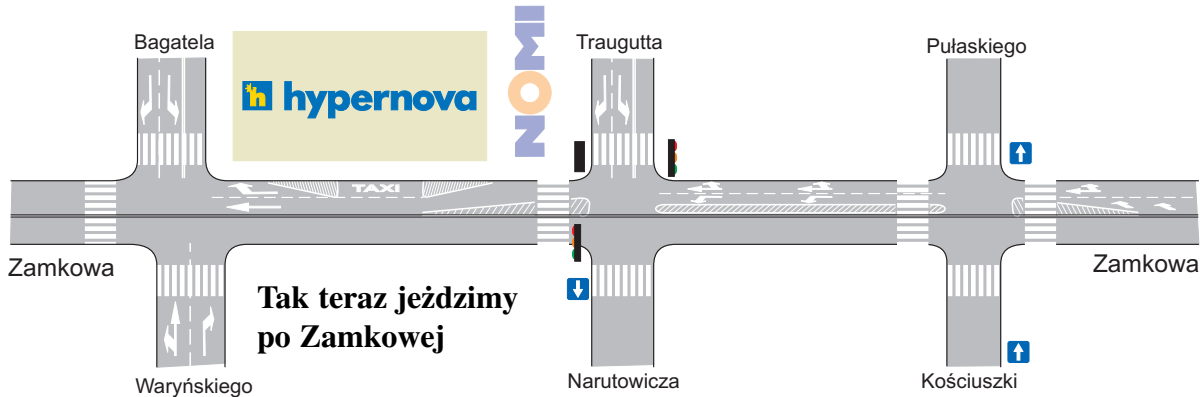 Bagatela
hypernova
NOMI
Traugutta
Pułaskiego
TAXI
Zamkowa
Zamkowa
Tak teraz jeżdzimy
po Zamkowej
Waryńskiego
Narutowicza
Kościuszki